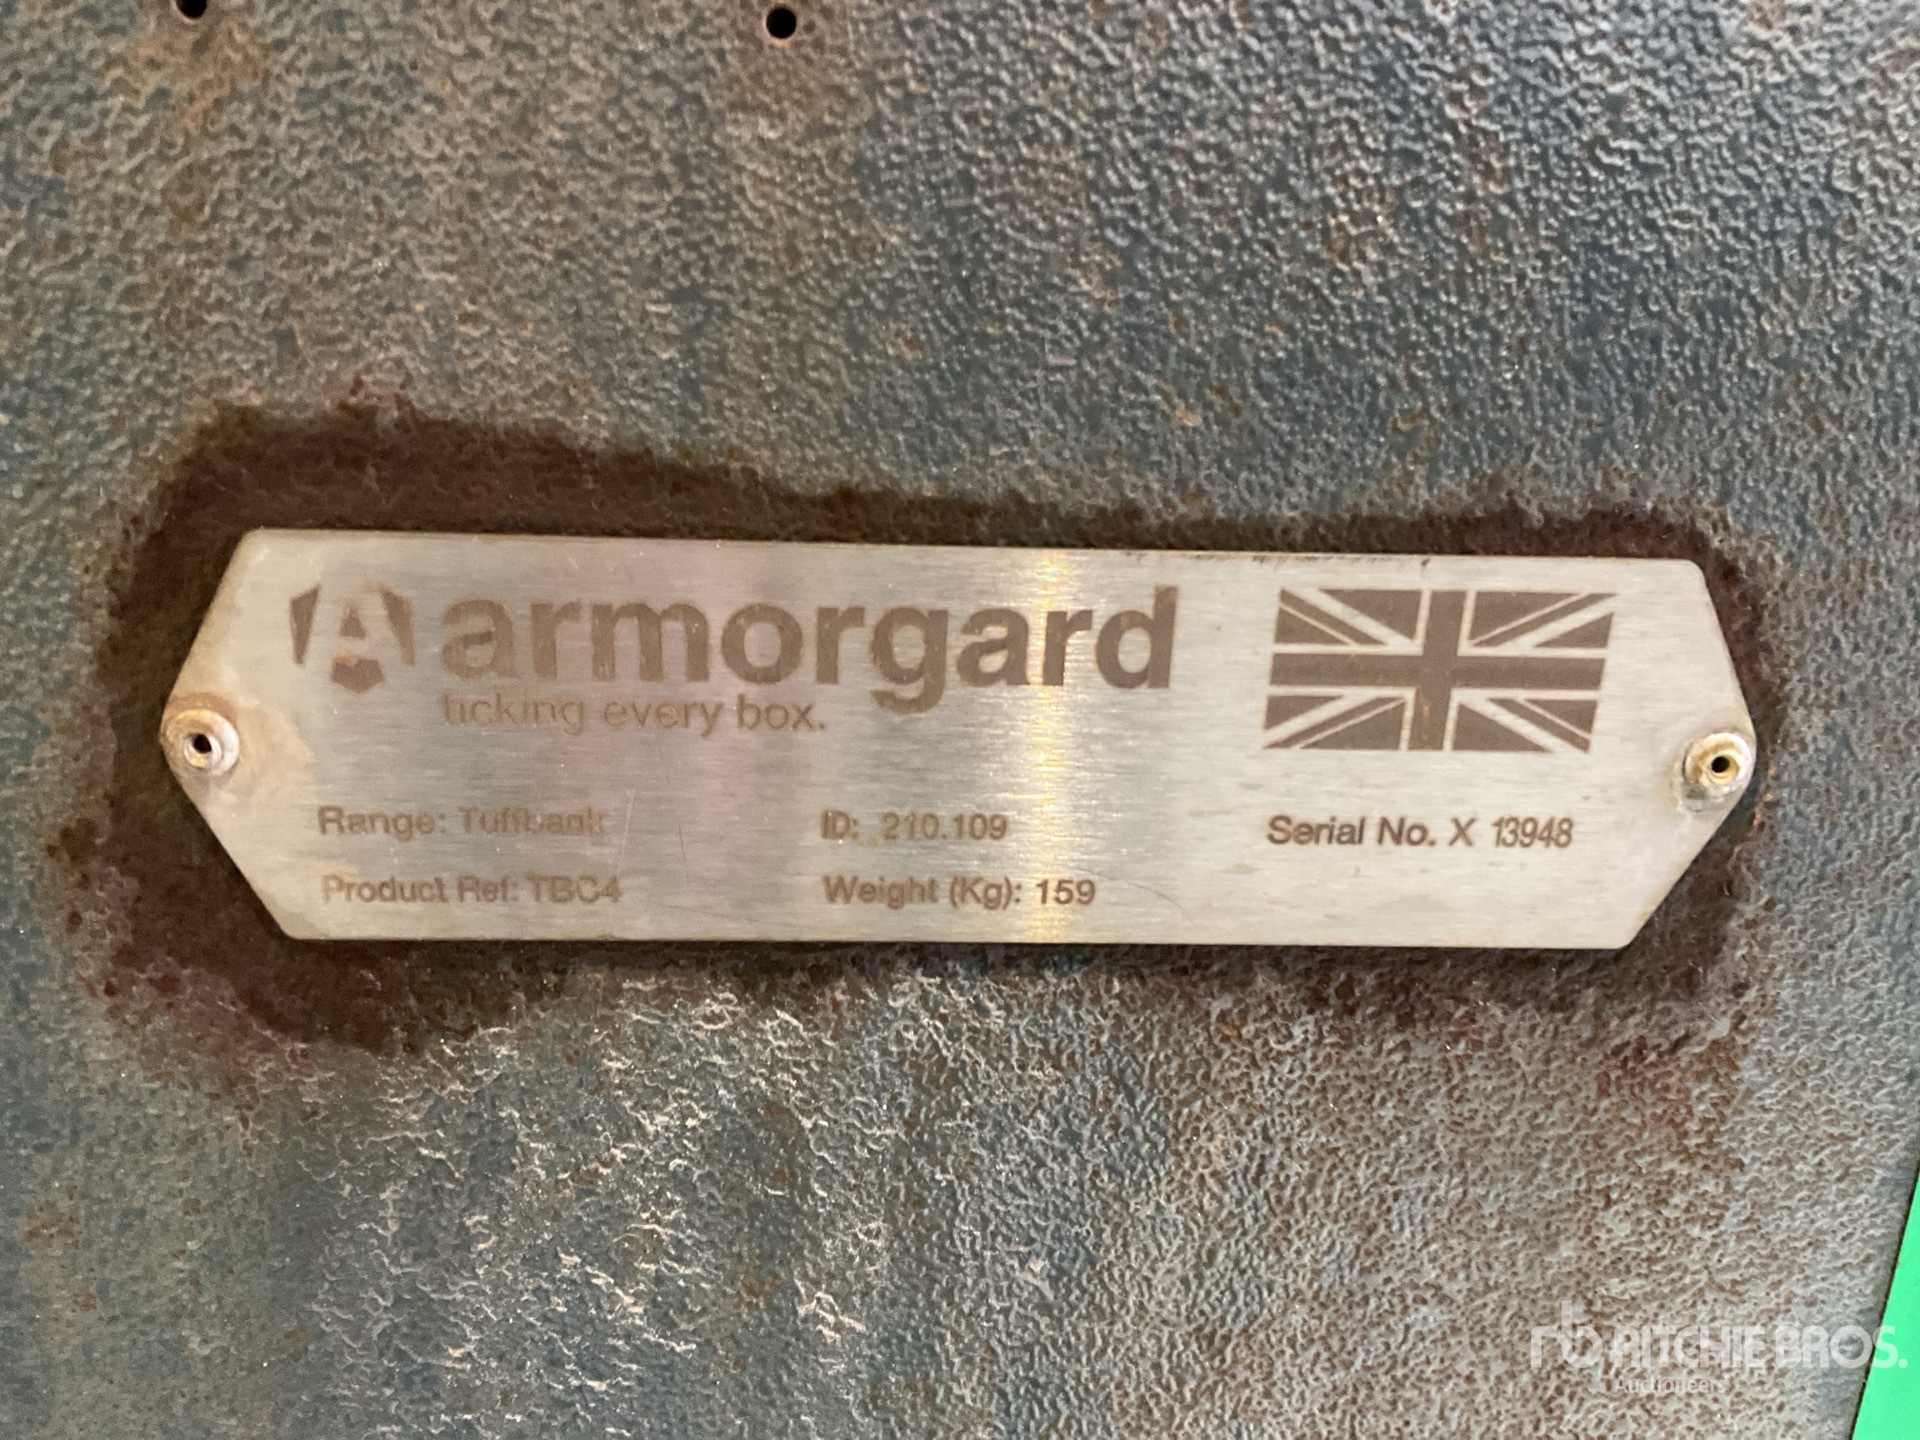 armorgard
ticking every box.
Range: Tuffbank ID: 210.109 Serial No. X 13948
Product Ref: TBC4 Weight (Kg): 159
rb RITCHIE BROS.
Auctioneers